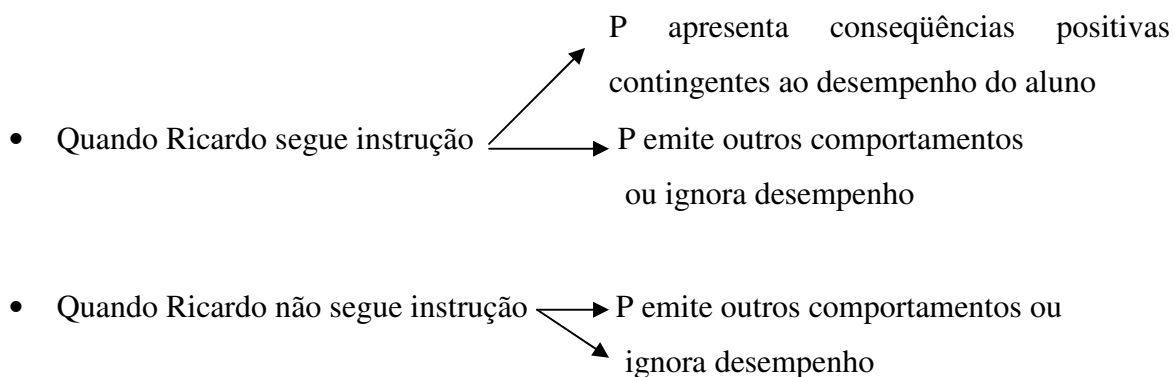 P apresenta conseqüências positivas
contingentes ao desempenho do aluno
• Quando Ricardo segue instrução P emite outros comportamentos
ou ignora desempenho
• Quando Ricardo não segue instrução P emite outros comportamentos ou
ignora desempenho